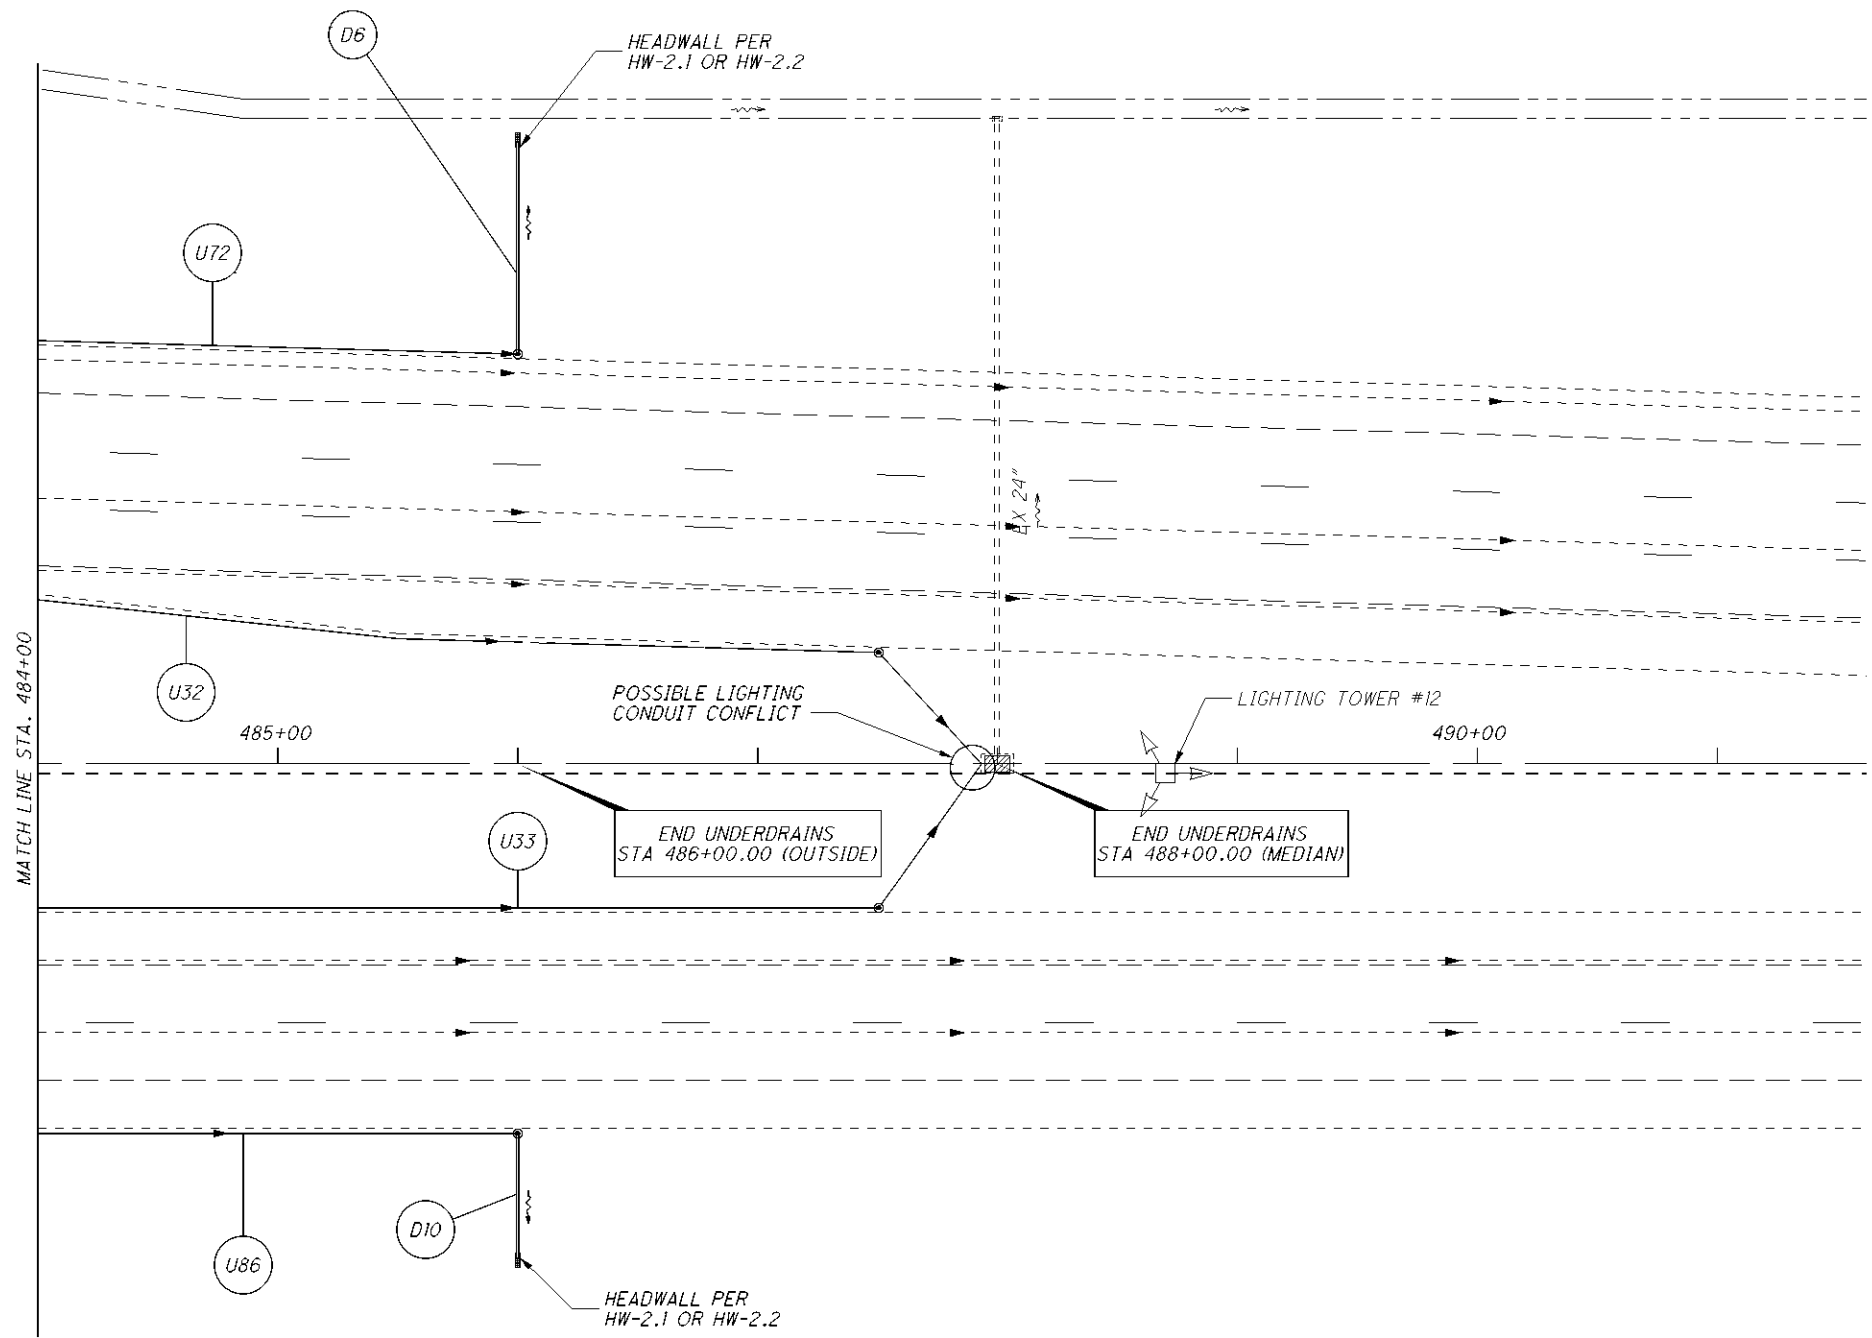 D6
HEADWALL PER
HW-2.1 OR HW-2.2
U72
EX 24"
MATCH LINE STA. 484+00
U32
POSSIBLE LIGHTING
CONDUIT CONFLICT
LIGHTING TOWER #12
485+00
490+00
U33
END UNDERDRAINS
STA 486+00.00 (OUTSIDE)
END UNDERDRAINS
STA 488+00.00 (MEDIAN)
D10
U86
HEADWALL PER
HW-2.1 OR HW-2.2